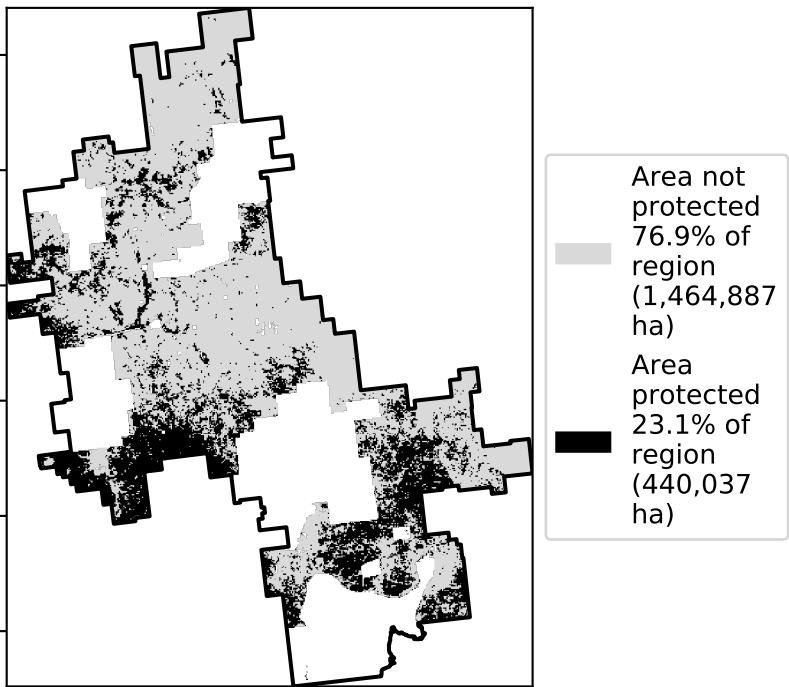 Area not
protected
76.9% of
region
(1,464,887
ha)
Area
protected
23.1% of
region
(440,037
ha)